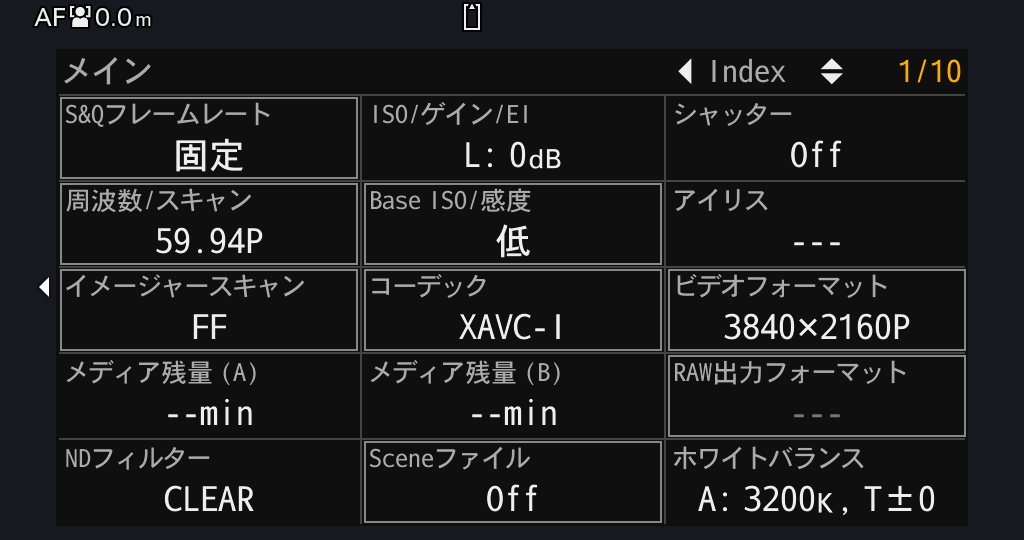 AF 0.0m
メイン Index 1/10
S&Qフレームレート ISO/ゲイン/EI シャッター
固定 L: 0dB Off
周波数/スキャン Base ISO/感度 アイリス
59.94P 低 ---
イメージャースキャン コーデック ビデオフォーマット
FF XAVC-I 3840×2160P
メディア残量(A) メディア残量(B) RAW出力フォーマット
--min --min ---
NDフィルター Sceneファイル ホワイトバランス
CLEAR Off A: 3200K, T±0